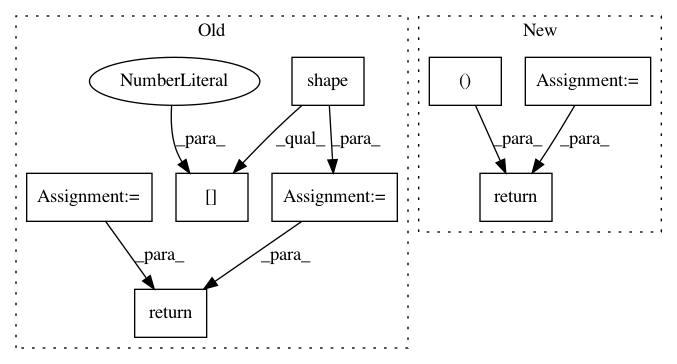 Old
New
NumberLiteral
shape
()
Assignment:=
_para_
_qual_
_para_
_para_
_para_
Assignment:=
[]
Assignment:=
return
_para_
_para_
return